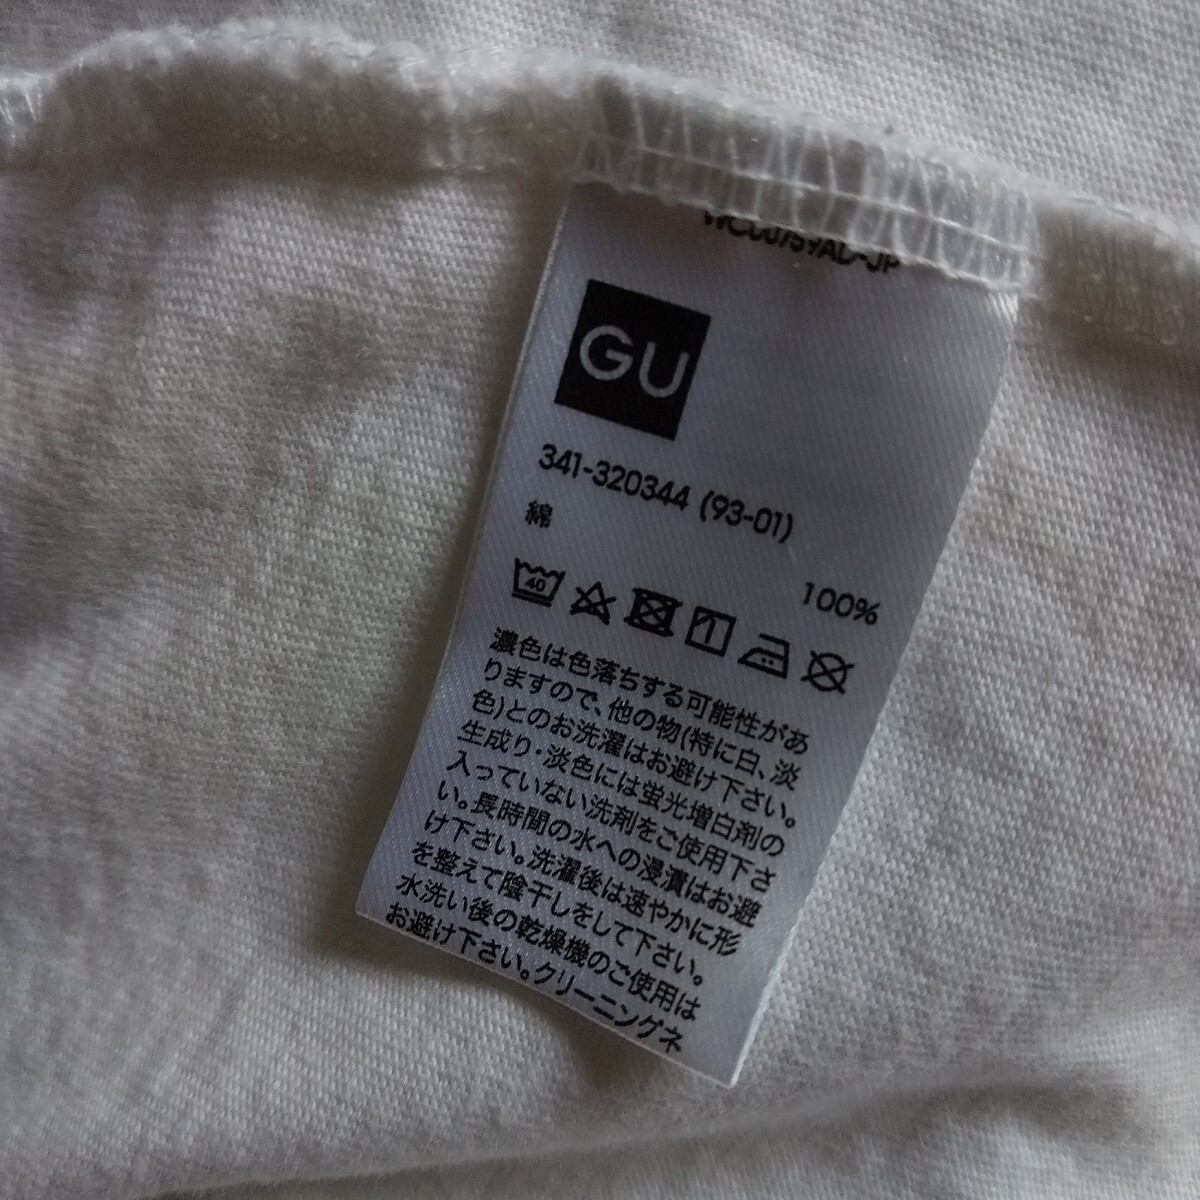 GU
341-320344 (93-01)
綿 100%
40
濃色は色落ちする可能性があ
りますので、他の物(特に白、淡
色)とのお洗濯はお避け下さい。
生成り・淡色には蛍光増白剤の
入っていない洗剤をご使用下さ
い。長時間の水への浸漬はお避
け下さい。洗濯後は速やかに形
を整えて陰干しをして下さい。
水洗い後の乾燥機のご使用は
お避け下さい。クリーニングネ